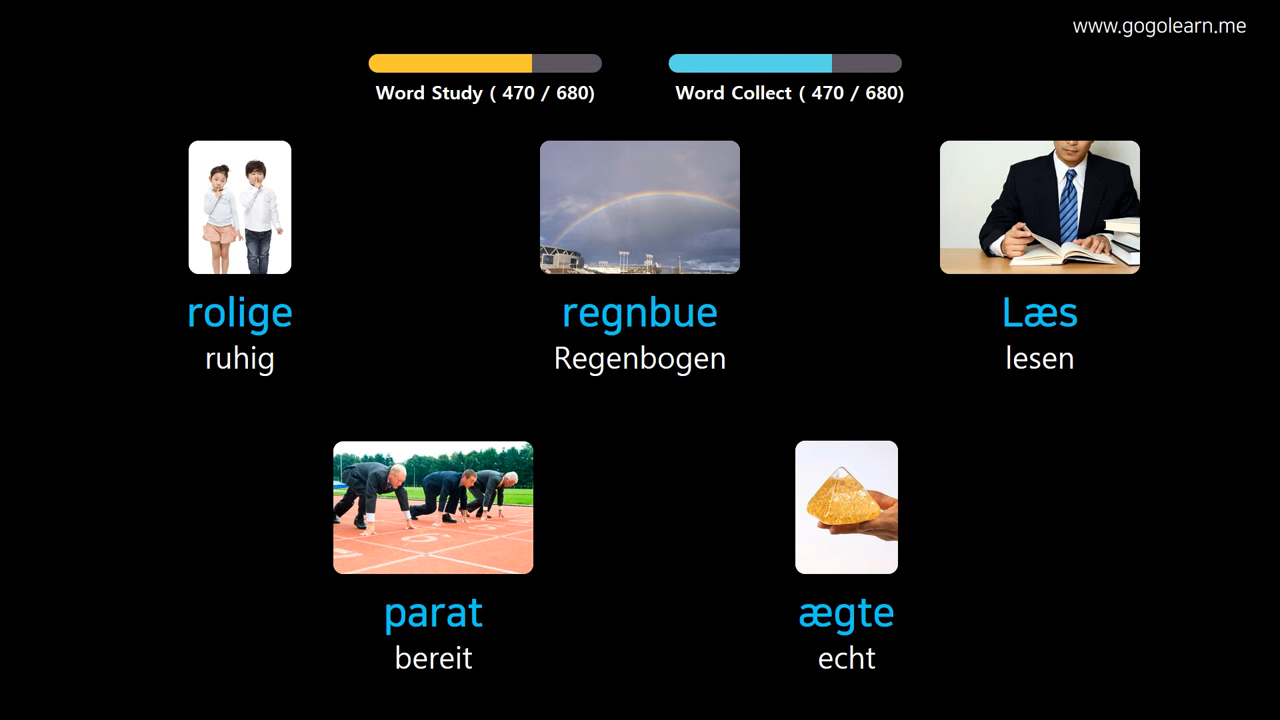 www.gogolearn.me
Word Study ( 470 / 680)
Word Collect ( 470 / 680)
rolige
ruhig
regnbue
Regenbogen
Læs
lesen
parat
bereit
ægte
echt